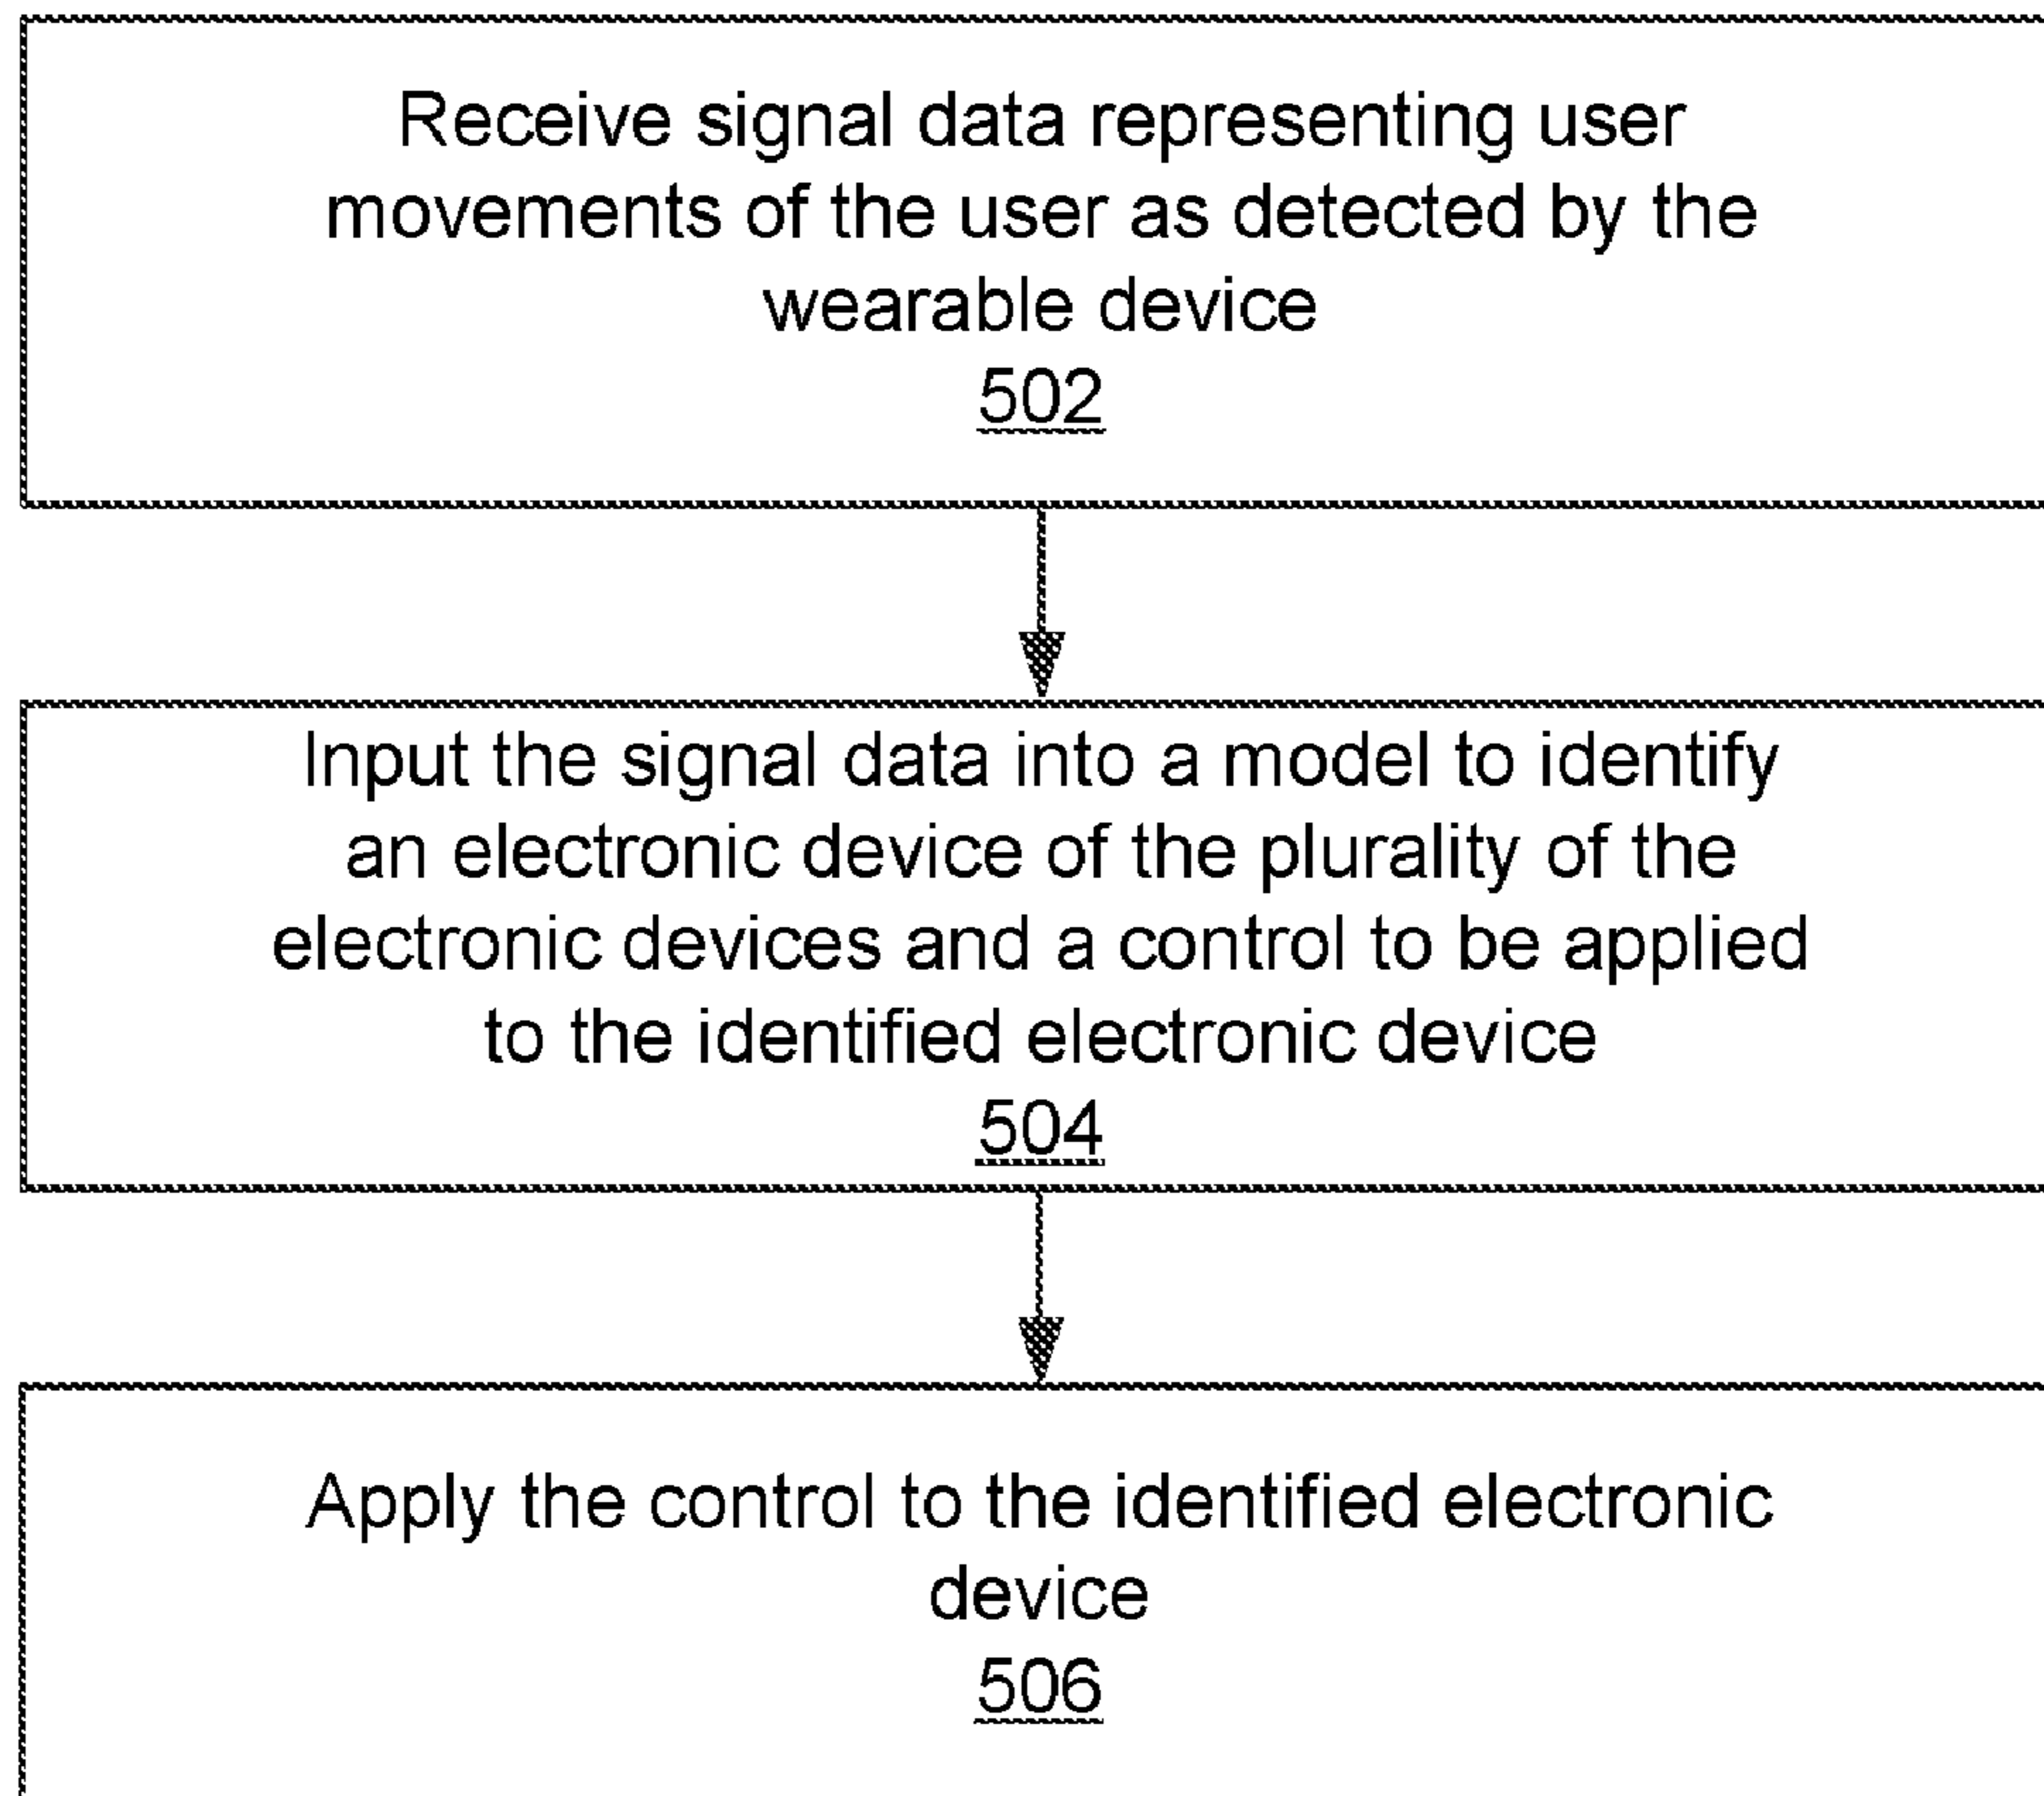 Receive signal data representing user
movements of the user as detected by the
wearable device
502
Input the signal data into a model to identify
an electronic device of the plurality of the
electronic devices and a control to be applied
to the identified electronic device
504
Apply the control to the identified electronic
device
506